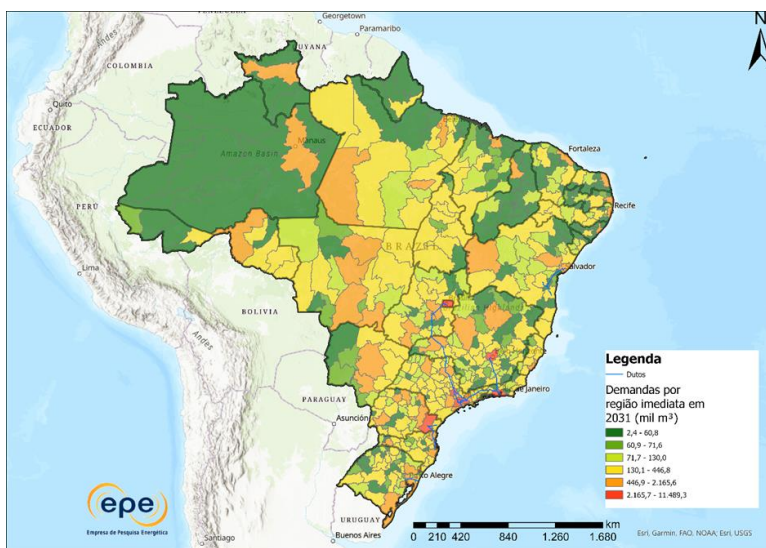 Georgetown
Paramaribo
N
Andes
UYANA
COLOMBIA
Quito
ECUADOR
Manaus
Amazon Basin
Fortaleza
PERU
Recife
BRAZIL
Lima
Salvador
BOLIVIA
Andes
Legenda
Dutos
Demandas por
região imediata em
2031 (mil m³)
2,4 - 60,8
60,9 - 71,6
71,7 - 130,0
130,1 - 446,8
446,9 - 2.165,6
2.165,7 - 11.489,3
de Janeiro
PARAGUAY
Asunción
to Alegre
epe
Empresa de Pesquisa Energética
URUGUAY
Santiago
Buenos Aires
km
0 210 420 840 1.260 1.680
Esri, Garmin, FAO, NOAA; Esri, USGS